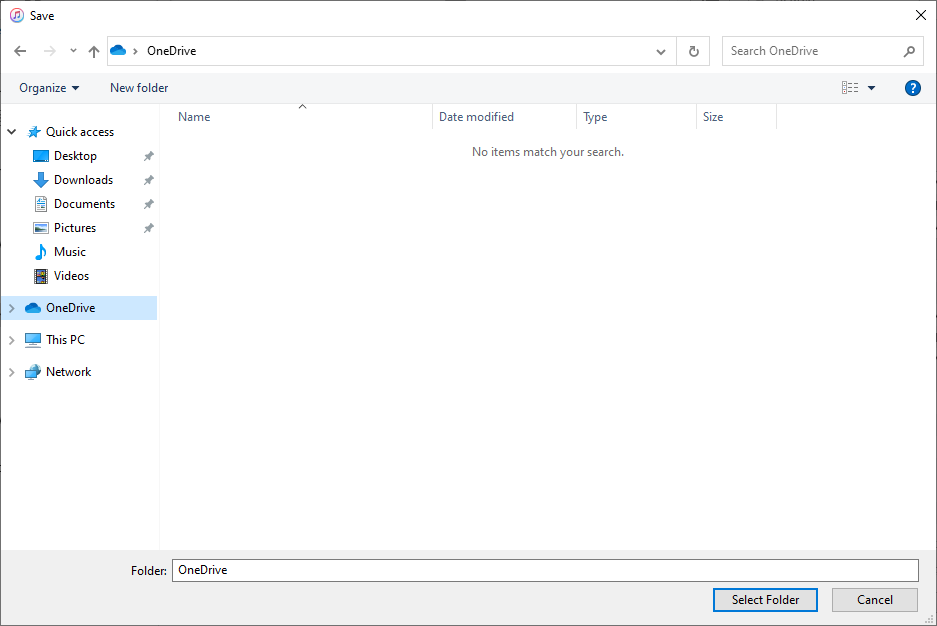 Save
OneDrive
Search OneDrive
Organize
New folder
?
Name
Date modified
Type
Size
No items match your search.
Quick access
Desktop
Downloads
Documents
Pictures
Music
Videos
OneDrive
This PC
Network
Folder: OneDrive
Select Folder
Cancel